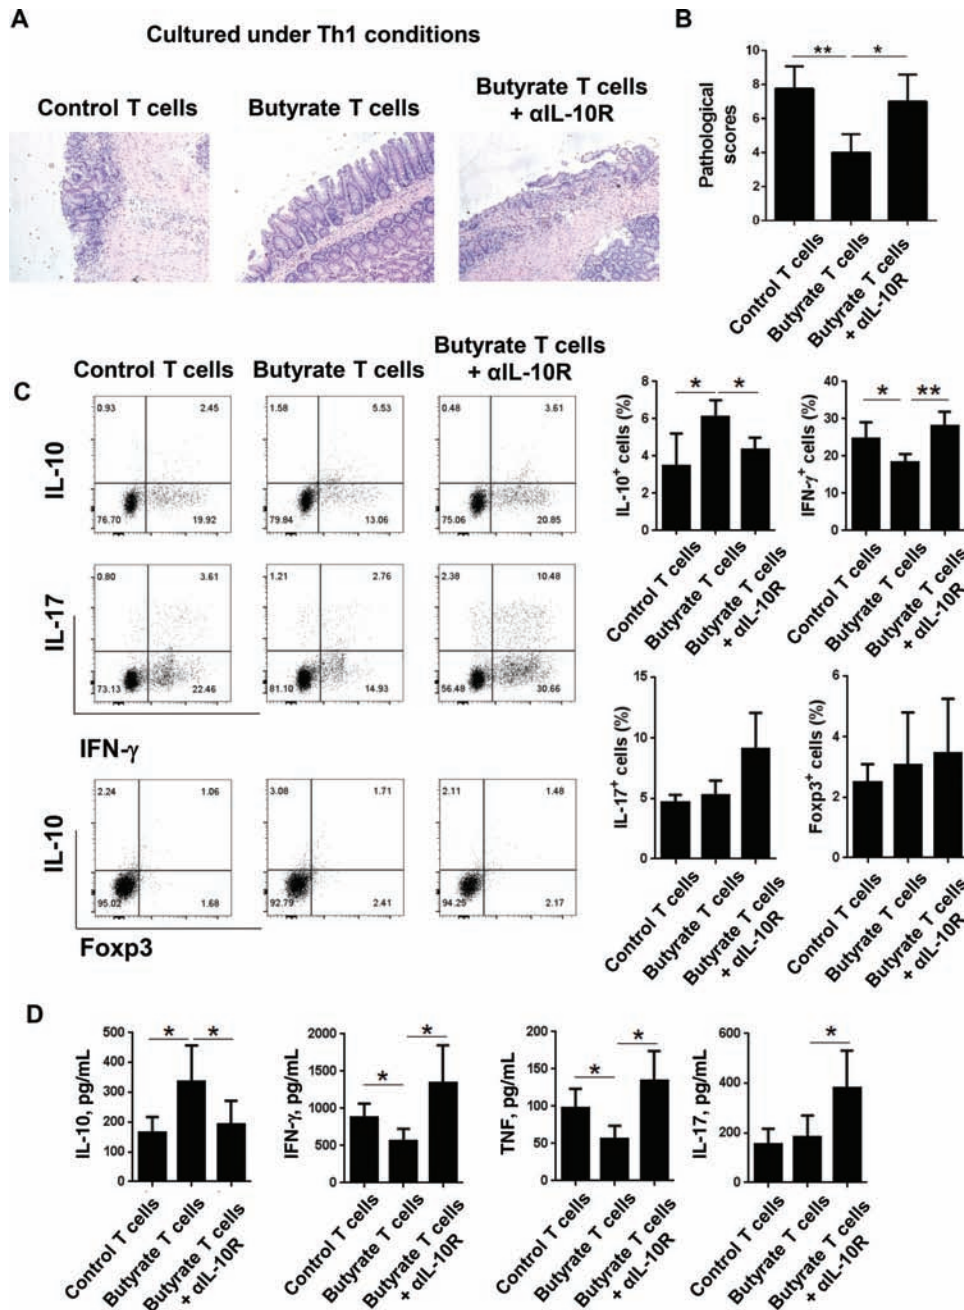 A
Cultured under Th1 conditions
Control T cells
Butyrate T cells
Butyrate T cells
+ αIL-10R
B
Pathological
scores
10
8
6
4
2
0
**
*
Control T cells
Butyrate T cells
Butyrate T cells
+ αIL-10R
C
Control T cells
Butyrate T cells
Butyrate T cells
+ αIL-10R
IL-10
0.93 2.45
76.70 19.92
1.58 5.53
79.84 13.06
0.48 3.61
75.06 20.85
IL-17
0.80 3.61
73.13 22.46
1.21 2.76
81.10 14.93
2.38 10.48
56.48 30.66
IFN-γ
IL-10
2.24 1.06
95.02 1.68
3.08 1.71
92.79 2.41
2.11 1.48
94.25 2.17
Foxp3
IL-10+ cells (%)
8
6
4
2
0
* *
Control T cells
Butyrate T cells
Butyrate T cells
+ αIL-10R
IFN-γ+ cells (%)
40
30
20
10
0
* **
Control T cells
Butyrate T cells
Butyrate T cells
+ αIL-10R
IL-17+ cells (%)
15
10
5
0
Control T cells
Butyrate T cells
Butyrate T cells
+ αIL-10R
Foxp3+ cells (%)
6
4
2
0
Control T cells
Butyrate T cells
Butyrate T cells
+ αIL-10R
D
IL-10, pg/mL
500
400
300
200
100
0
* *
Control T cells
Butyrate T cells
Butyrate T cells
+ αIL-10R
IFN-γ, pg/mL
2000
1500
1000
500
0
* *
Control T cells
Butyrate T cells
Butyrate T cells
+ αIL-10R
TNF, pg/mL
200
150
100
50
0
* *
Control T cells
Butyrate T cells
Butyrate T cells
+ αIL-10R
IL-17, pg/mL
600
400
200
0
*
Control T cells
Butyrate T cells
Butyrate T cells
+ αIL-10R